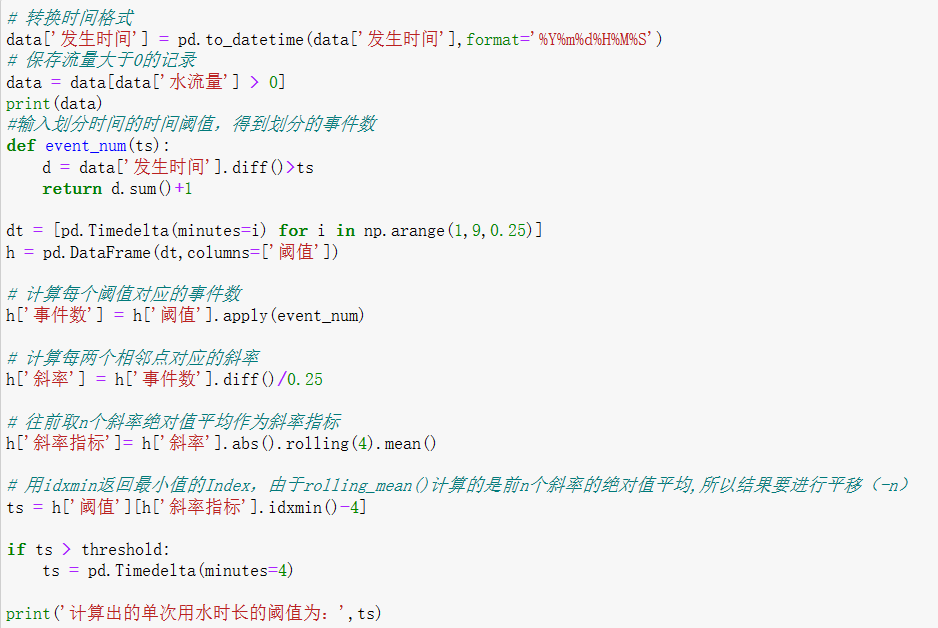 # 转换时间格式
data['发生时间'] = pd.to_datetime(data['发生时间'],format='%Y%m%d%H%M%S')
# 保存流量大于0的记录
data = data[data['水流量'] > 0]
print(data)
#输入划分时间的时间阈值，得到划分的事件数
def event_num(ts):
    d = data['发生时间'].diff()>ts
    return d.sum()+1
dt = [pd.Timedelta(minutes=i) for i in np.arange(1,9,0.25)]
h = pd.DataFrame(dt,columns=['阈值'])
# 计算每个阈值对应的事件数
h['事件数'] = h['阈值'].apply(event_num)
# 计算每两个相邻点对应的斜率
h['斜率'] = h['事件数'].diff()/0.25
# 往前取n个斜率绝对值平均作为斜率指标
h['斜率指标']= h['斜率'].abs().rolling(4).mean()
# 用idxmin返回最小值的Index，由于rolling_mean()计算的是前n个斜率的绝对值平均,所以结果要进行平移（-n）
ts = h['阈值'][h['斜率指标'].idxmin()-4]
if ts > threshold:
    ts = pd.Timedelta(minutes=4)
print('计算出的单次用水时长的阈值为：',ts)